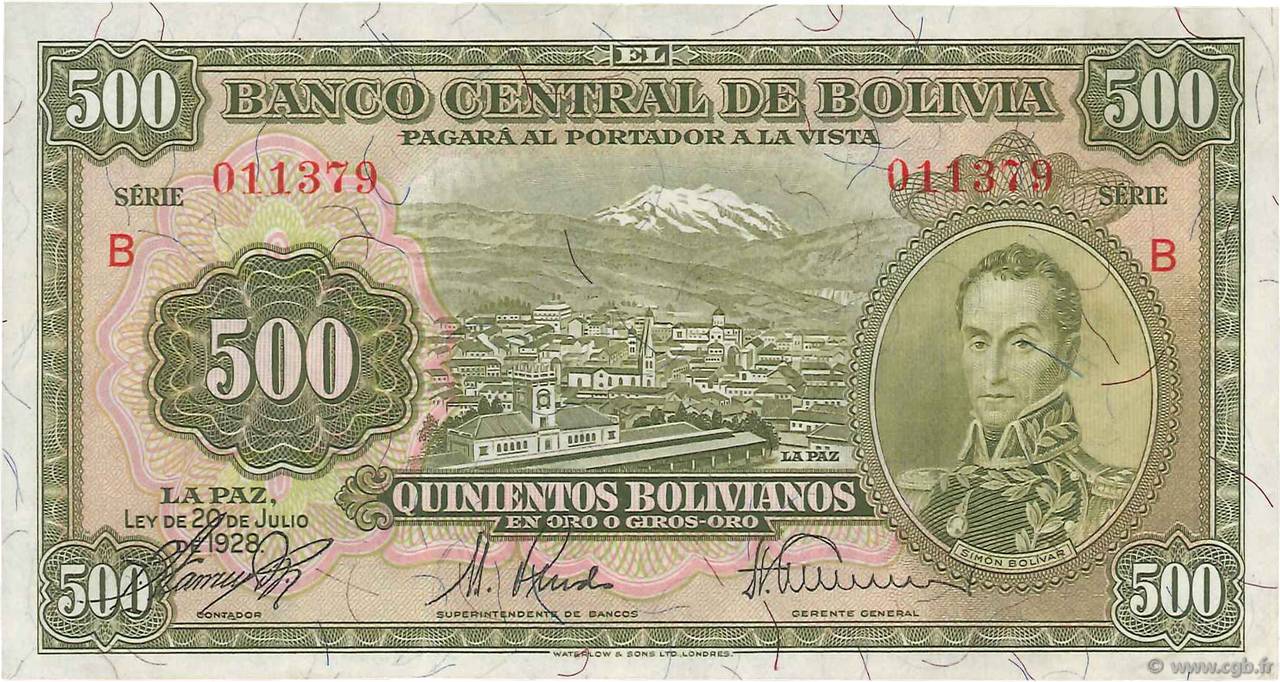 EL
500 BANCO CENTRAL DE BOLIVIA 500
PAGARÁ AL PORTADOR A LA VISTA
SÉRIE 011379 011379 SÉRIE
B B
500
LA PAZ
QUINIENTOS BOLIVIANOS
EN ORO O GIROS-ORO
LA PAZ,
LEY DE 20 DE JULIO
DE 1928.
SIMÓN BOLÍVAR
500 500
CONTADOR SUPERINTENDENTE DE BANCOS GERENTE GENERAL
WATERLOW & SONS LTD., LONDRES.
© www.cgb.fr